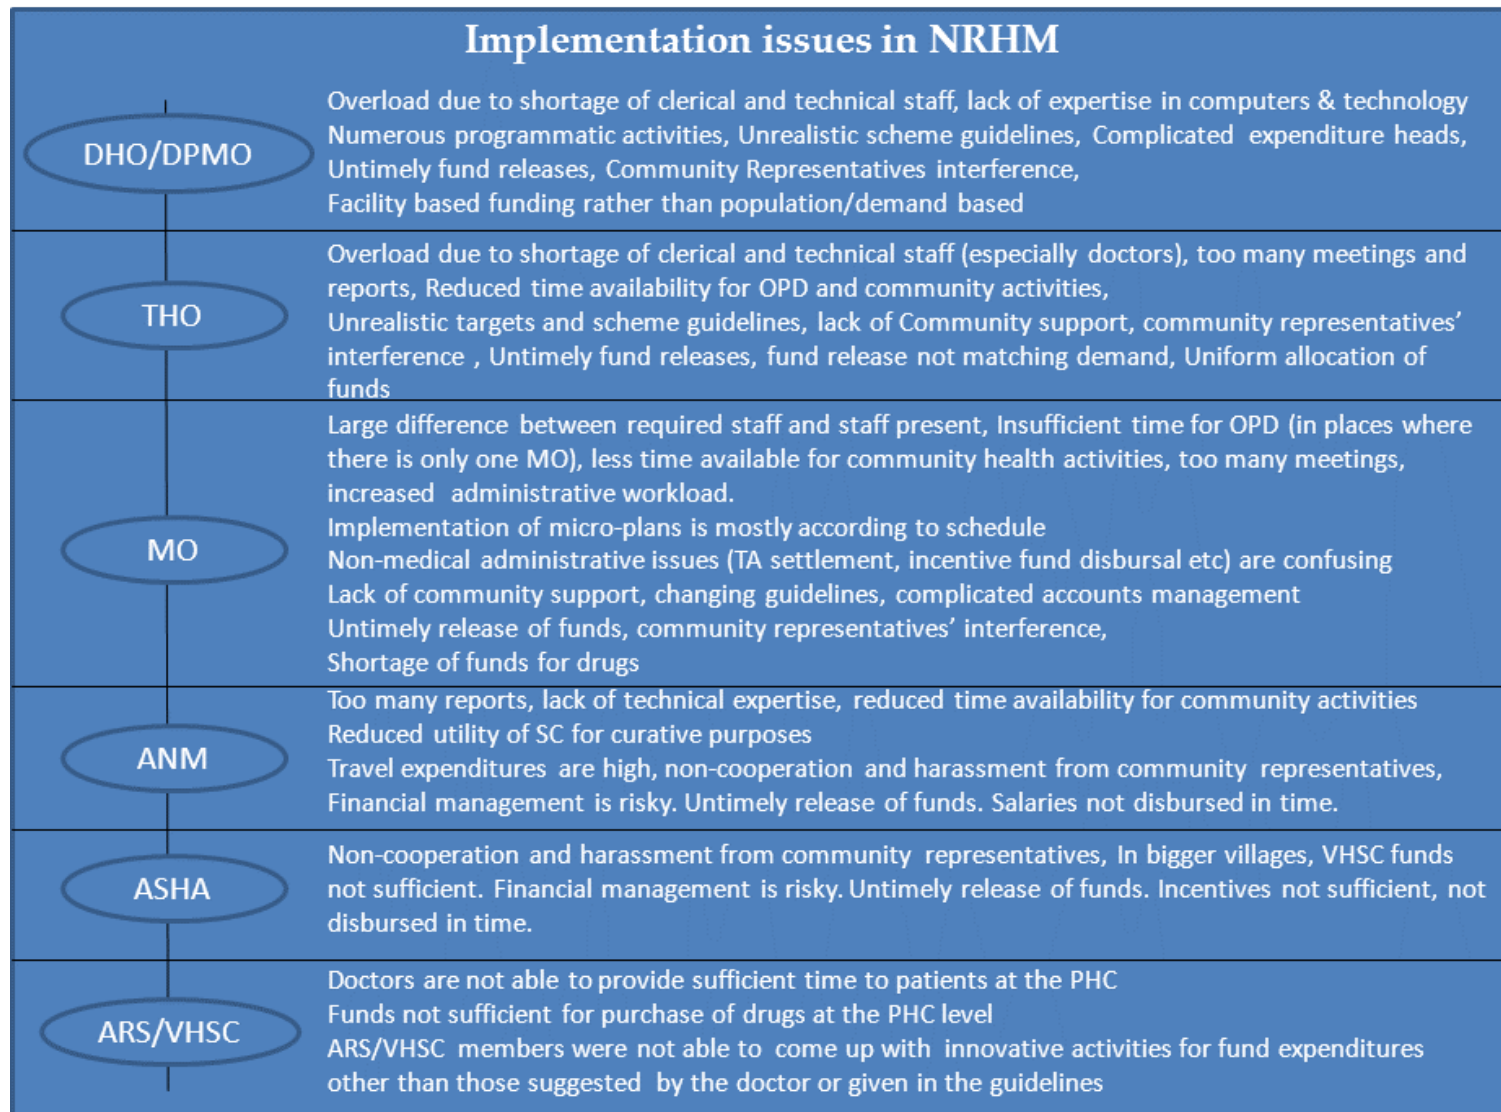 Implementation issues in NRHM
DHO/DPMO
Overload due to shortage of clerical and technical staff, lack of expertise in computers & technology
Numerous programmatic activities, Unrealistic scheme guidelines, Complicated expenditure heads,
Untimely fund releases, Community Representatives interference,
Facility based funding rather than population/demand based
THO
Overload due to shortage of clerical and technical staff (especially doctors), too many meetings and
reports, Reduced time availability for OPD and community activities,
Unrealistic targets and scheme guidelines, lack of Community support, community representatives’
interference , Untimely fund releases, fund release not matching demand, Uniform allocation of
funds
MO
Large difference between required staff and staff present, Insufficient time for OPD (in places where
there is only one MO), less time available for community health activities, too many meetings,
increased administrative workload.
Implementation of micro-plans is mostly according to schedule
Non-medical administrative issues (TA settlement, incentive fund disbursal etc) are confusing
Lack of community support, changing guidelines, complicated accounts management
Untimely release of funds, community representatives’ interference,
Shortage of funds for drugs
ANM
Too many reports, lack of technical expertise, reduced time availability for community activities
Reduced utility of SC for curative purposes
Travel expenditures are high, non-cooperation and harassment from community representatives,
Financial management is risky. Untimely release of funds. Salaries not disbursed in time.
ASHA
Non-cooperation and harassment from community representatives, In bigger villages, VHSC funds
not sufficient. Financial management is risky. Untimely release of funds. Incentives not sufficient, not
disbursed in time.
ARS/VHSC
Doctors are not able to provide sufficient time to patients at the PHC
Funds not sufficient for purchase of drugs at the PHC level
ARS/VHSC members were not able to come up with innovative activities for fund expenditures
other than those suggested by the doctor or given in the guidelines